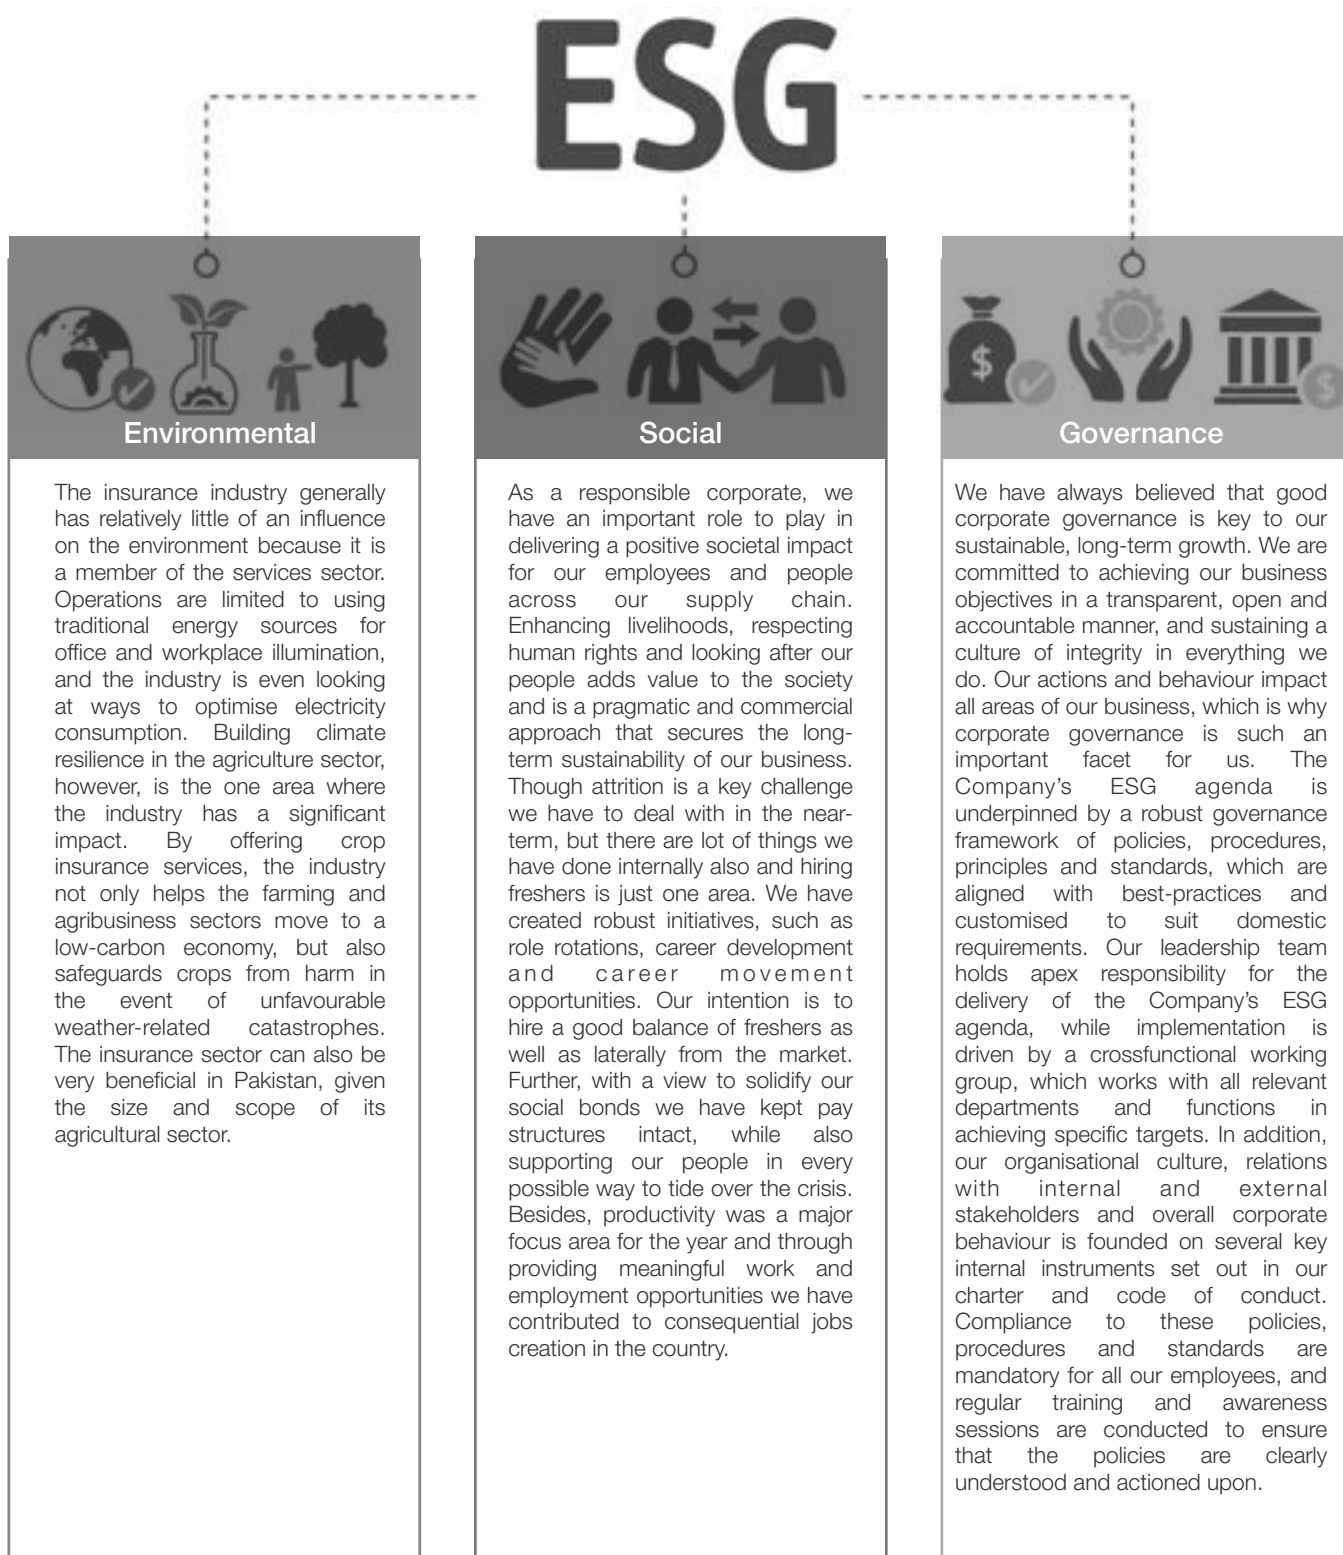 ESG
Environmental
The insurance industry generally
has relatively little of an influence
on the environment because it is
a member of the services sector.
Operations are limited to using
traditional energy sources for
office and workplace illumination,
and the industry is even looking
at ways to optimise electricity
consumption. Building climate
resilience in the agriculture sector,
however, is the one area where
the industry has a significant
impact. By offering crop
insurance services, the industry
not only helps the farming and
agribusiness sectors move to a
low-carbon economy, but also
safeguards crops from harm in
the event of unfavourable
weather-related catastrophes.
The insurance sector can also be
very beneficial in Pakistan, given
the size and scope of its
agricultural sector.
Social
As a responsible corporate, we
have an important role to play in
delivering a positive societal impact
for our employees and people
across our supply chain.
Enhancing livelihoods, respecting
human rights and looking after our
people adds value to the society
and is a pragmatic and commercial
approach that secures the long-
term sustainability of our business.
Though attrition is a key challenge
we have to deal with in the near-
term, but there are lot of things we
have done internally also and hiring
freshers is just one area. We have
created robust initiatives, such as
role rotations, career development
and career movement
opportunities. Our intention is to
hire a good balance of freshers as
well as laterally from the market.
Further, with a view to solidify our
social bonds we have kept pay
structures intact, while also
supporting our people in every
possible way to tide over the crisis.
Besides, productivity was a major
focus area for the year and through
providing meaningful work and
employment opportunities we have
contributed to consequential jobs
creation in the country.
$
$
Governance
We have always believed that good
corporate governance is key to our
sustainable, long-term growth. We are
committed to achieving our business
objectives in a transparent, open and
accountable manner, and sustaining a
culture of integrity in everything we
do. Our actions and behaviour impact
all areas of our business, which is why
corporate governance is such an
important facet for us. The
Company's ESG agenda is
underpinned by a robust governance
framework of policies, procedures,
principles and standards, which are
aligned with best-practices and
customised to suit domestic
requirements. Our leadership team
holds apex responsibility for the
delivery of the Company's ESG
agenda, while implementation is
driven by a crossfunctional working
group, which works with all relevant
departments and functions in
achieving specific targets. In addition,
our organisational culture, relations
with internal and external
stakeholders and overall corporate
behaviour is founded on several key
internal instruments set out in our
charter and code of conduct.
Compliance to these policies,
procedures and standards are
mandatory for all our employees, and
regular training and awareness
sessions are conducted to ensure
that the policies are clearly
understood and actioned upon.